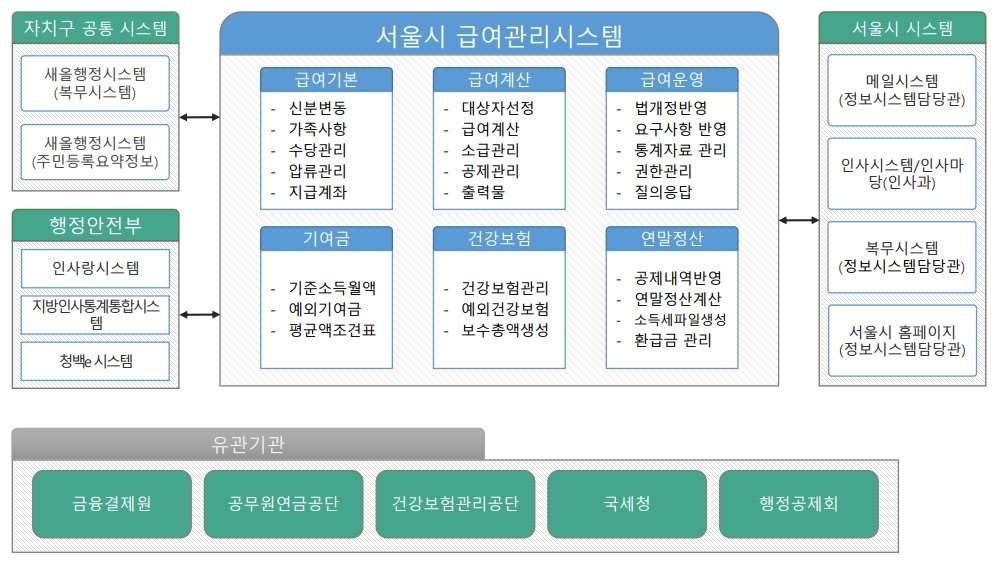 자치구 공통 시스템
새올행정시스템
(복무시스템)
새올행정시스템
(주민등록요약정보)
행정안전부
인사랑시스템
지방인사통계통합시스
템
청백e 시스템
서울시 급여관리시스템
급여기본
- 신분변동
- 가족사항
- 수당관리
- 압류관리
- 지급계좌
급여계산
- 대상자선정
- 급여계산
- 소급관리
- 공제관리
- 출력물
급여운영
- 법개정반영
- 요구사항 반영
- 통계자료 관리
- 권한관리
- 질의응답
기여금
- 기준소득월액
- 예외기여금
- 평균액조견표
건강보험
- 건강보험관리
- 예외건강보험
- 보수총액생성
연말정산
- 공제내역반영
- 연말정산계산
- 소득세파일생성
- 환급금 관리
서울시 시스템
메일시스템
(정보시스템담당관)
인사시스템/인사마
당(인사과)
복무시스템
(정보시스템담당관)
서울시 홈페이지
(정보시스템담당관)
유관기관
금융결제원
공무원연금공단
건강보험관리공단
국세청
행정공제회